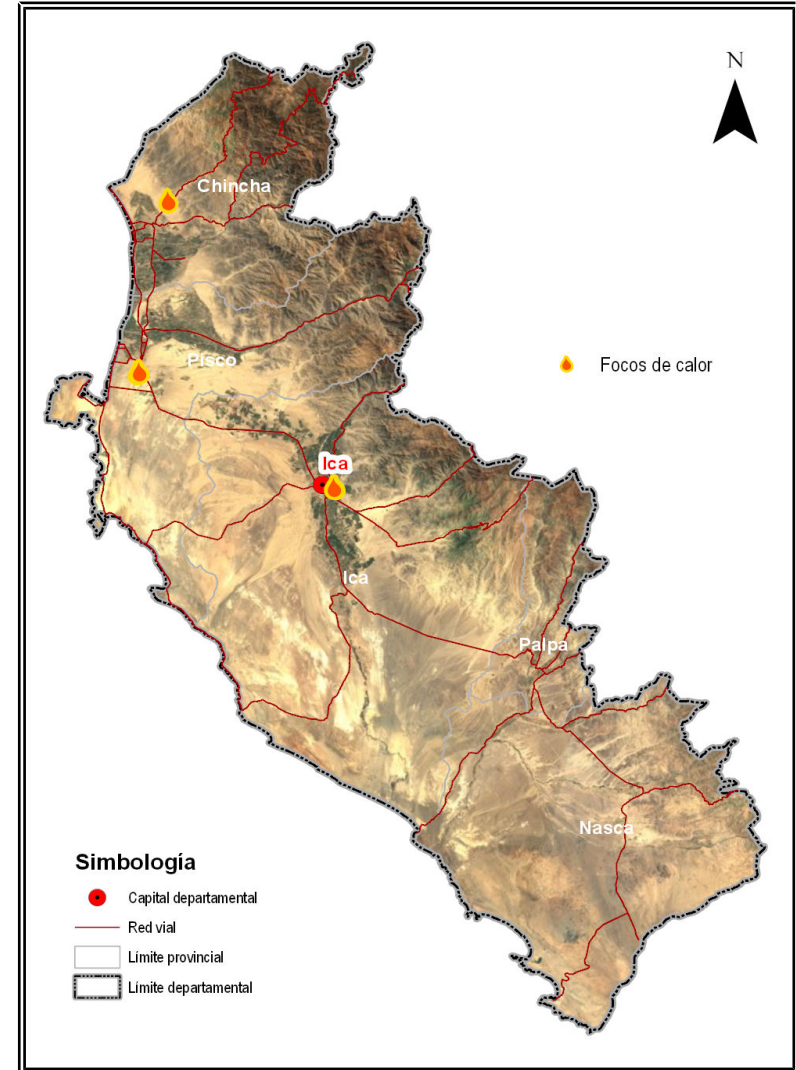 N
Chincha
Pisco
Focos de calor
Ica
Ica
Palpa
Nasca
Simbología
Capital departamental
Red vial
Límite provincial
Límite departamental